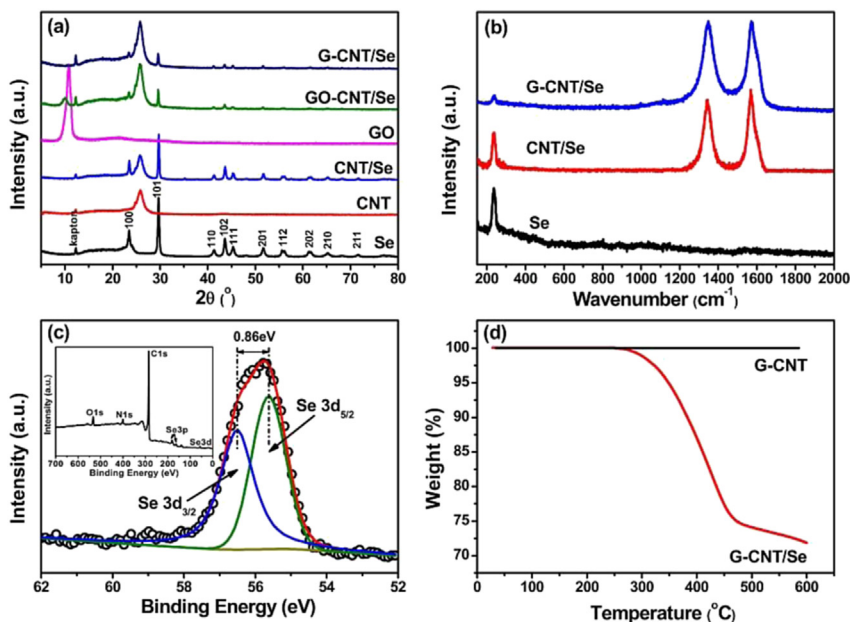 (a)
G-CNT/Se
GO-CNT/Se
GO
CNT/Se
CNT
Se
kapton
100
101
110
102
111
201
112
202
210
211
Intensity (a.u.)
5 10 20 30 40 50 60 70 80
2θ (°)
(b)
G-CNT/Se
CNT/Se
Se
Intensity (a.u.)
200 400 600 800 1000 1200 1400 1600 1800 2000
Wavenumber (cm-1)
(c)
0.86eV
Se 3d5/2
Se 3d3/2
Intensity (a.u.)
62 60 58 56 54 52
Binding Energy (eV)
C1s
O1s
N1s
Se3p
Se3d
Intensity (a.u.)
700 600 500 400 300 200 100 0
Binding Energy (eV)
(d)
G-CNT
G-CNT/Se
Weight (%)
100
95
90
85
80
75
70
0 100 200 300 400 500 600
Temperature (°C)